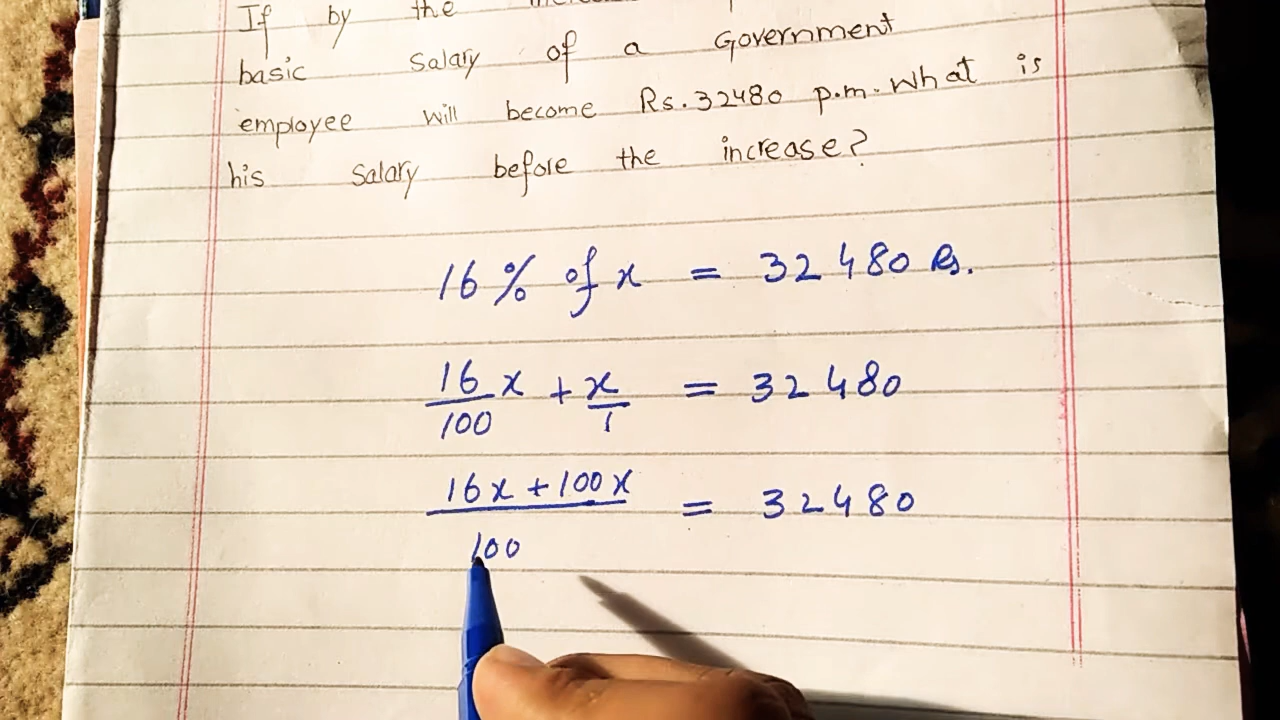 If by the
basic salary of a Government
employee will become Rs.32480 p.m. What is
his salary before the increase?
16% of x = 32480 Rs.
16/100 x + x/1 = 32480
16x + 100x / 100 = 32480